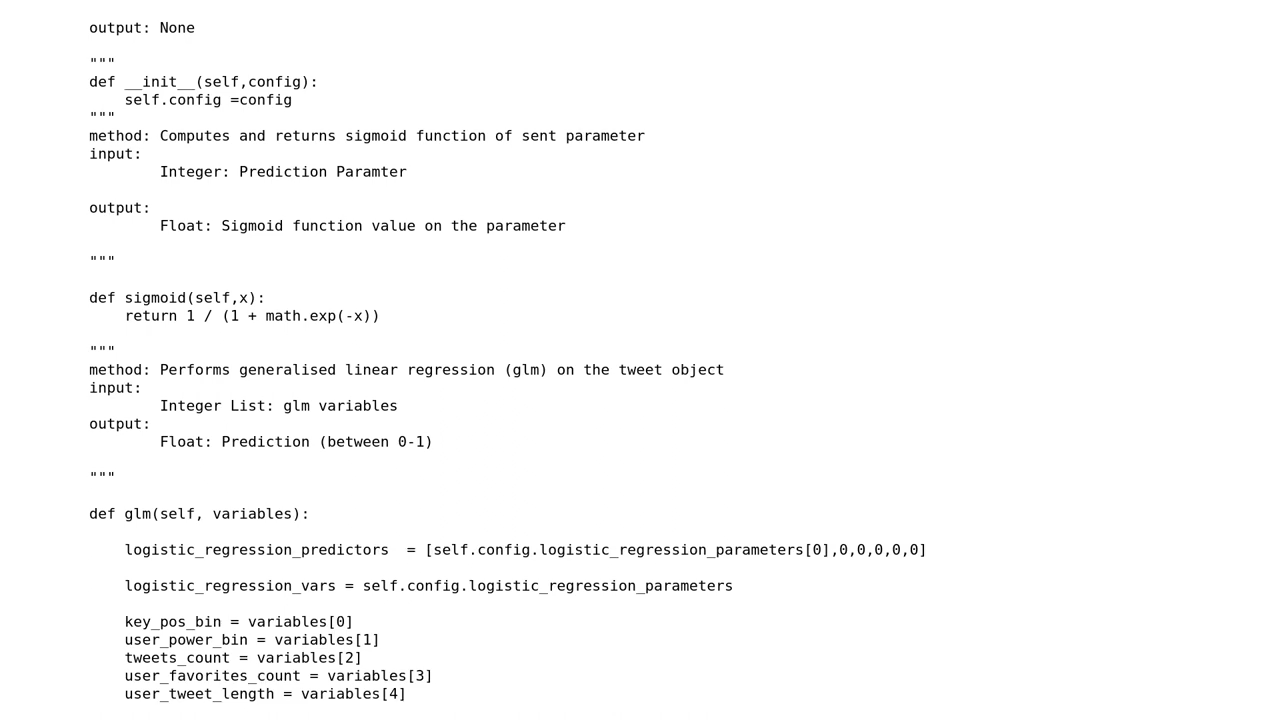 output: None
"""
def __init__(self,config):
    self.config =config
"""
method: Computes and returns sigmoid function of sent parameter
input:
        Integer: Prediction Paramter
output:
        Float: Sigmoid function value on the parameter
"""
def sigmoid(self,x):
    return 1 / (1 + math.exp(-x))
"""
method: Performs generalised linear regression (glm) on the tweet object
input:
        Integer List: glm variables
output:
        Float: Prediction (between 0-1)
"""
def glm(self, variables):
    logistic_regression_predictors  = [self.config.logistic_regression_parameters[0],0,0,0,0,0]
    logistic_regression_vars = self.config.logistic_regression_parameters
    key_pos_bin = variables[0]
    user_power_bin = variables[1]
    tweets_count = variables[2]
    user_favorites_count = variables[3]
    user_tweet_length = variables[4]